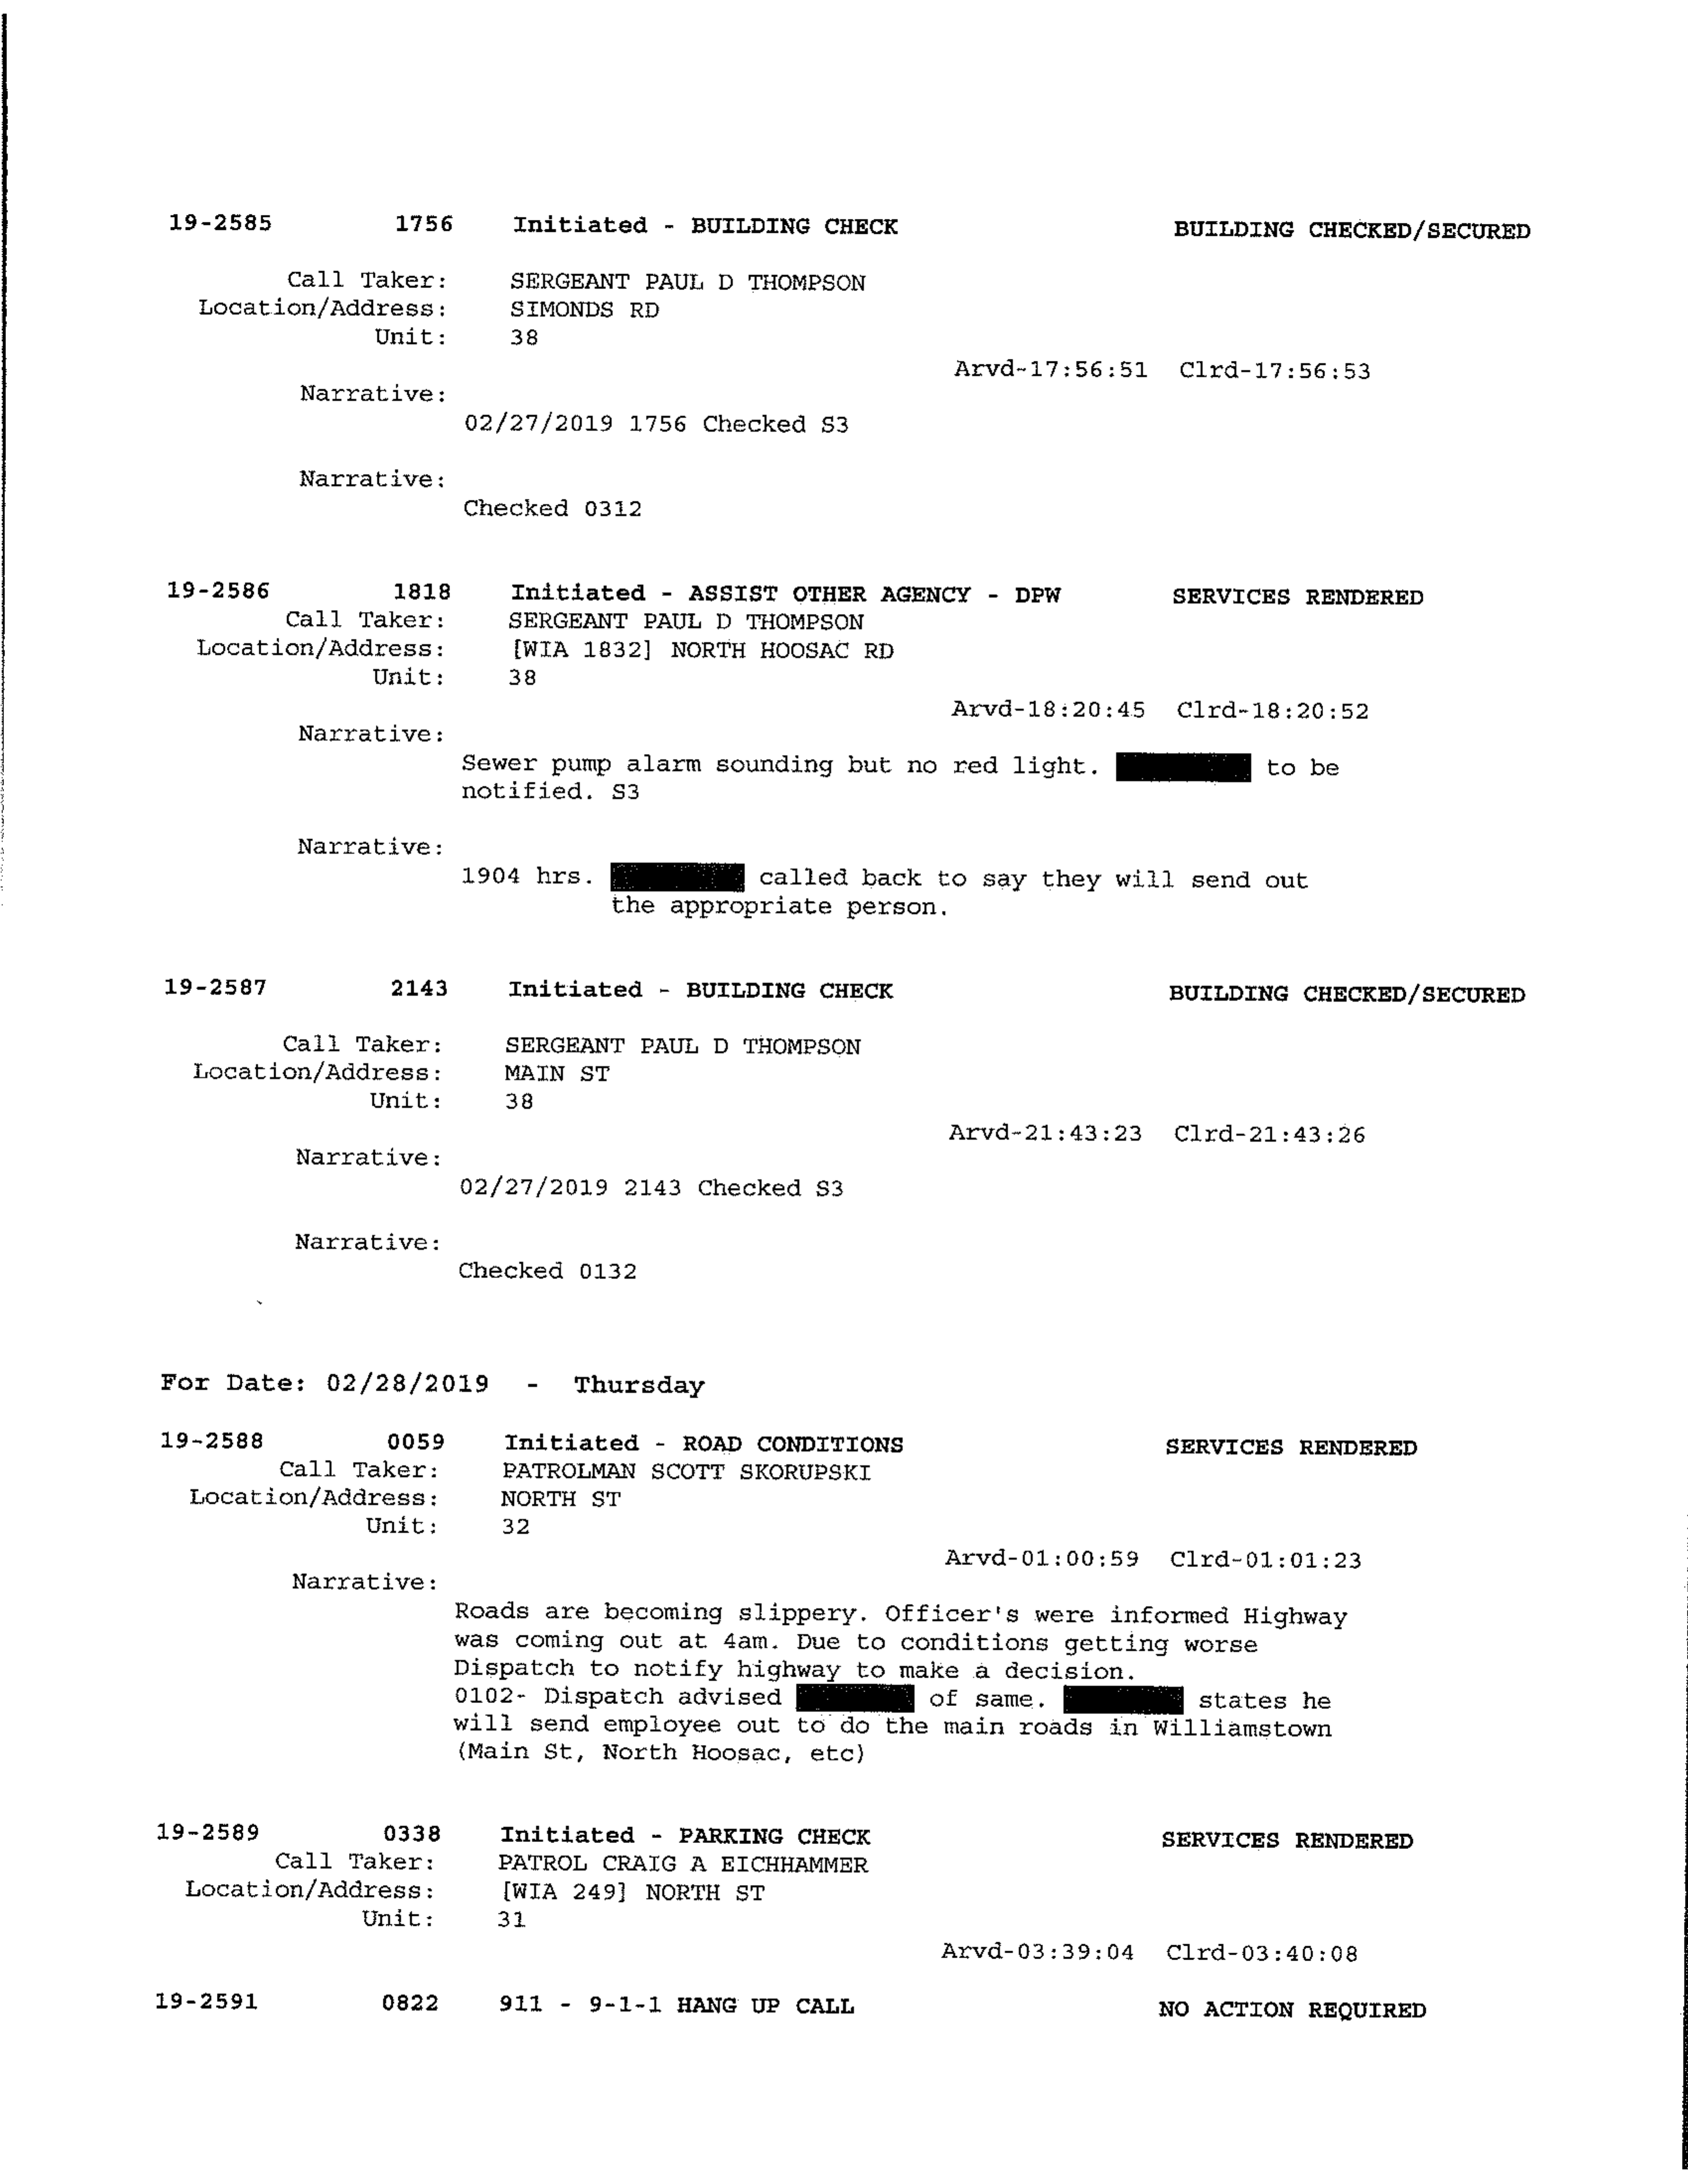 19-2585 1756 Initiated - BUILDING CHECK BUILDING CHECKED/SECURED
Call Taker: SERGEANT PAUL D THOMPSON
Location/Address: SIMONDS RD
Unit: 38
Arvd-17:56:51 Clrd-17:56:53
Narrative:
02/27/2019 1756 Checked S3
Narrative:
Checked 0312
19-2586 1818 Initiated - ASSIST OTHER AGENCY - DPW SERVICES RENDERED
Call Taker: SERGEANT PAUL D THOMPSON
Location/Address: [WIA 1832] NORTH HOOSAC RD
Unit: 38
Arvd-18:20:45 Clrd-18:20:52
Narrative:
Sewer pump alarm sounding but no red light. to be
notified. S3
Narrative:
1904 hrs. called back to say they will send out
the appropriate person.
19-2587 2143 Initiated - BUILDING CHECK BUILDING CHECKED/SECURED
Call Taker: SERGEANT PAUL D THOMPSON
Location/Address: MAIN ST
Unit: 38
Arvd-21:43:23 Clrd-21:43:26
Narrative:
02/27/2019 2143 Checked S3
Narrative:
Checked 0132
For Date: 02/28/2019 - Thursday
19-2588 0059 Initiated - ROAD CONDITIONS SERVICES RENDERED
Call Taker: PATROLMAN SCOTT SKORUPSKI
Location/Address: NORTH ST
Unit: 32
Arvd-01:00:59 Clrd-01:01:23
Narrative:
Roads are becoming slippery. Officer's were informed Highway
was coming out at 4am. Due to conditions getting worse
Dispatch to notify highway to make a decision.
0102- Dispatch advised of same. states he
will send employee out to do the main roads in Williamstown
(Main St, North Hoosac, etc)
19-2589 0338 Initiated - PARKING CHECK SERVICES RENDERED
Call Taker: PATROL CRAIG A EICHHAMMER
Location/Address: [WIA 249] NORTH ST
Unit: 31
Arvd-03:39:04 Clrd-03:40:08
19-2591 0822 911 - 9-1-1 HANG UP CALL NO ACTION REQUIRED